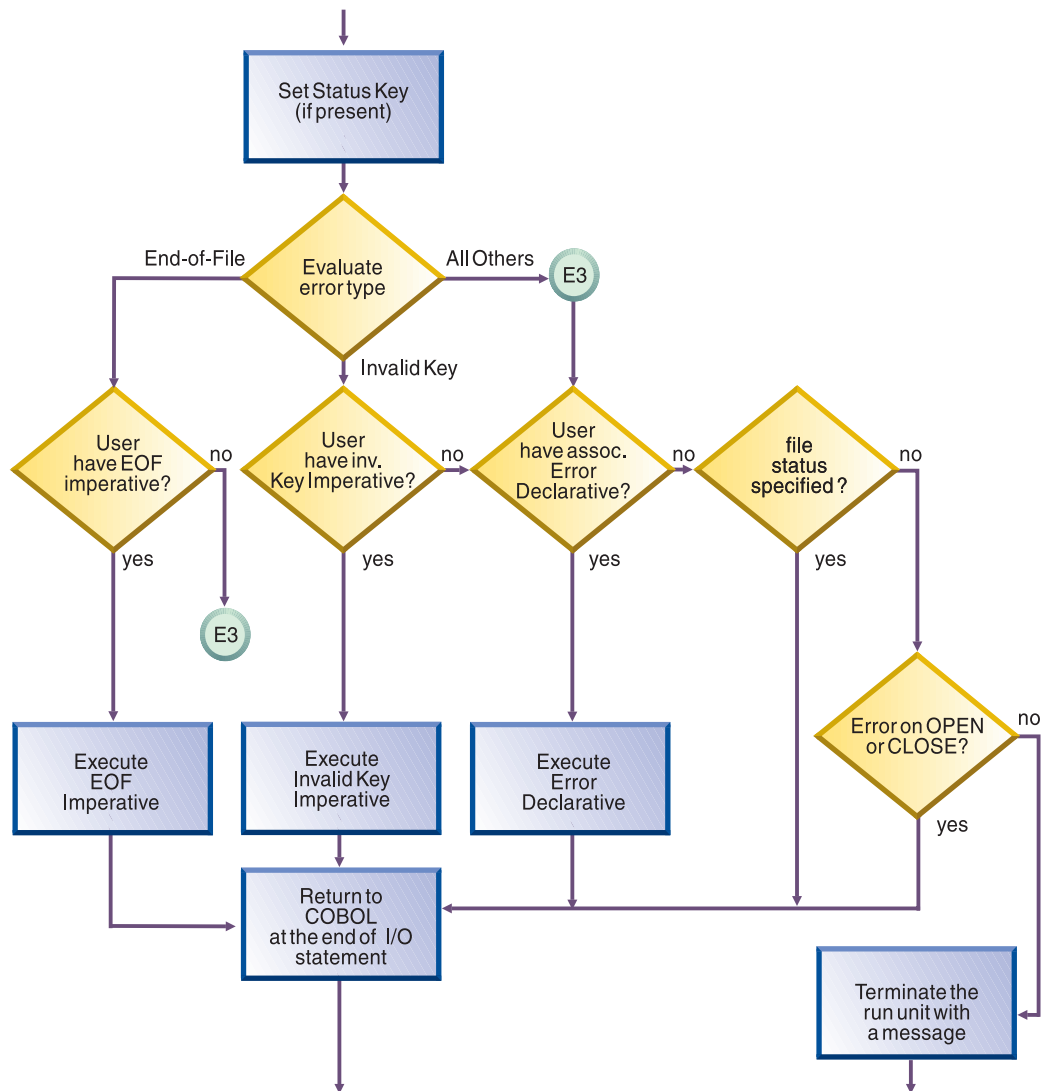 Set Status Key
(if present)
End-of-File
Evaluate
error type
All Others
E3
Invalid Key
User
have EOF
imperative?
no
yes
User
have inv.
Key Imperative?
no
yes
User
have assoc.
Error
Declarative?
no
yes
file
status
specified ?
no
yes
E3
Error on OPEN
or CLOSE?
no
yes
Execute
EOF
Imperative
Execute
Invalid Key
Imperative
Execute
Error
Declarative
Return to
COBOL
at the end of I/O
statement
Terminate the
run unit with
a message